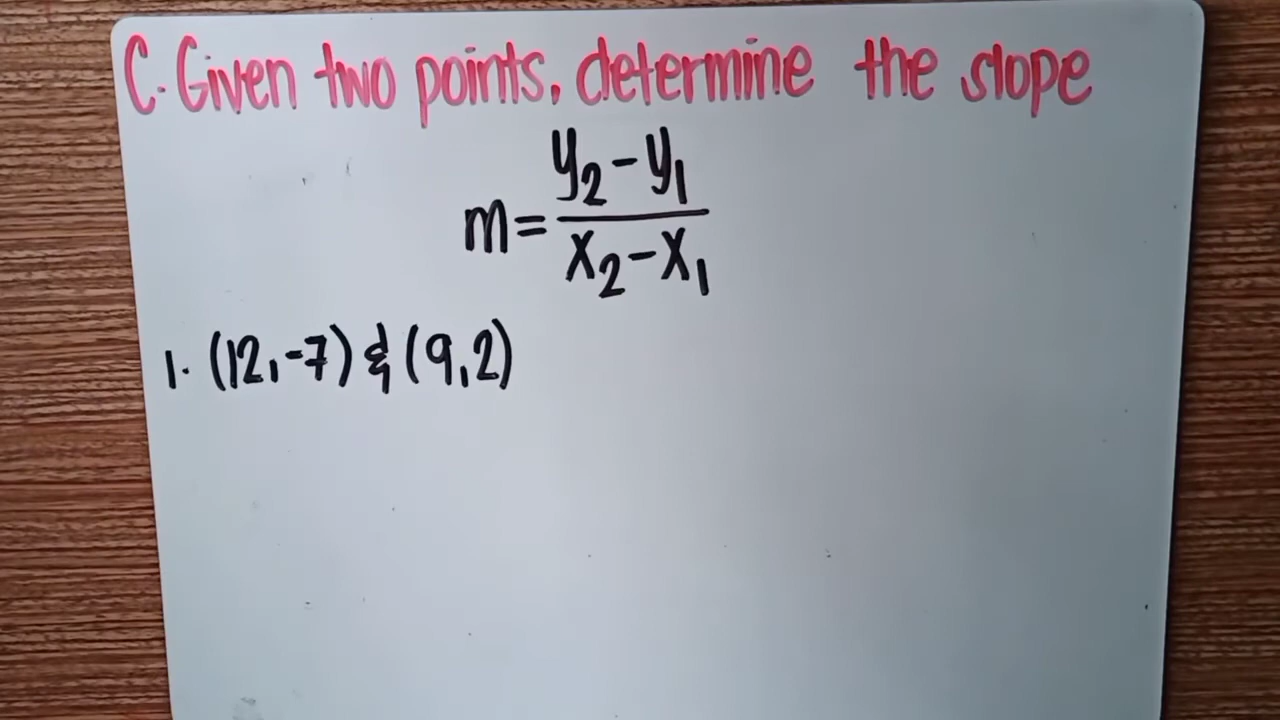 C. Given two points, determine the slope
y₂-y₁
m=
x₂-x₁
1. (12,-7) & (9,2)